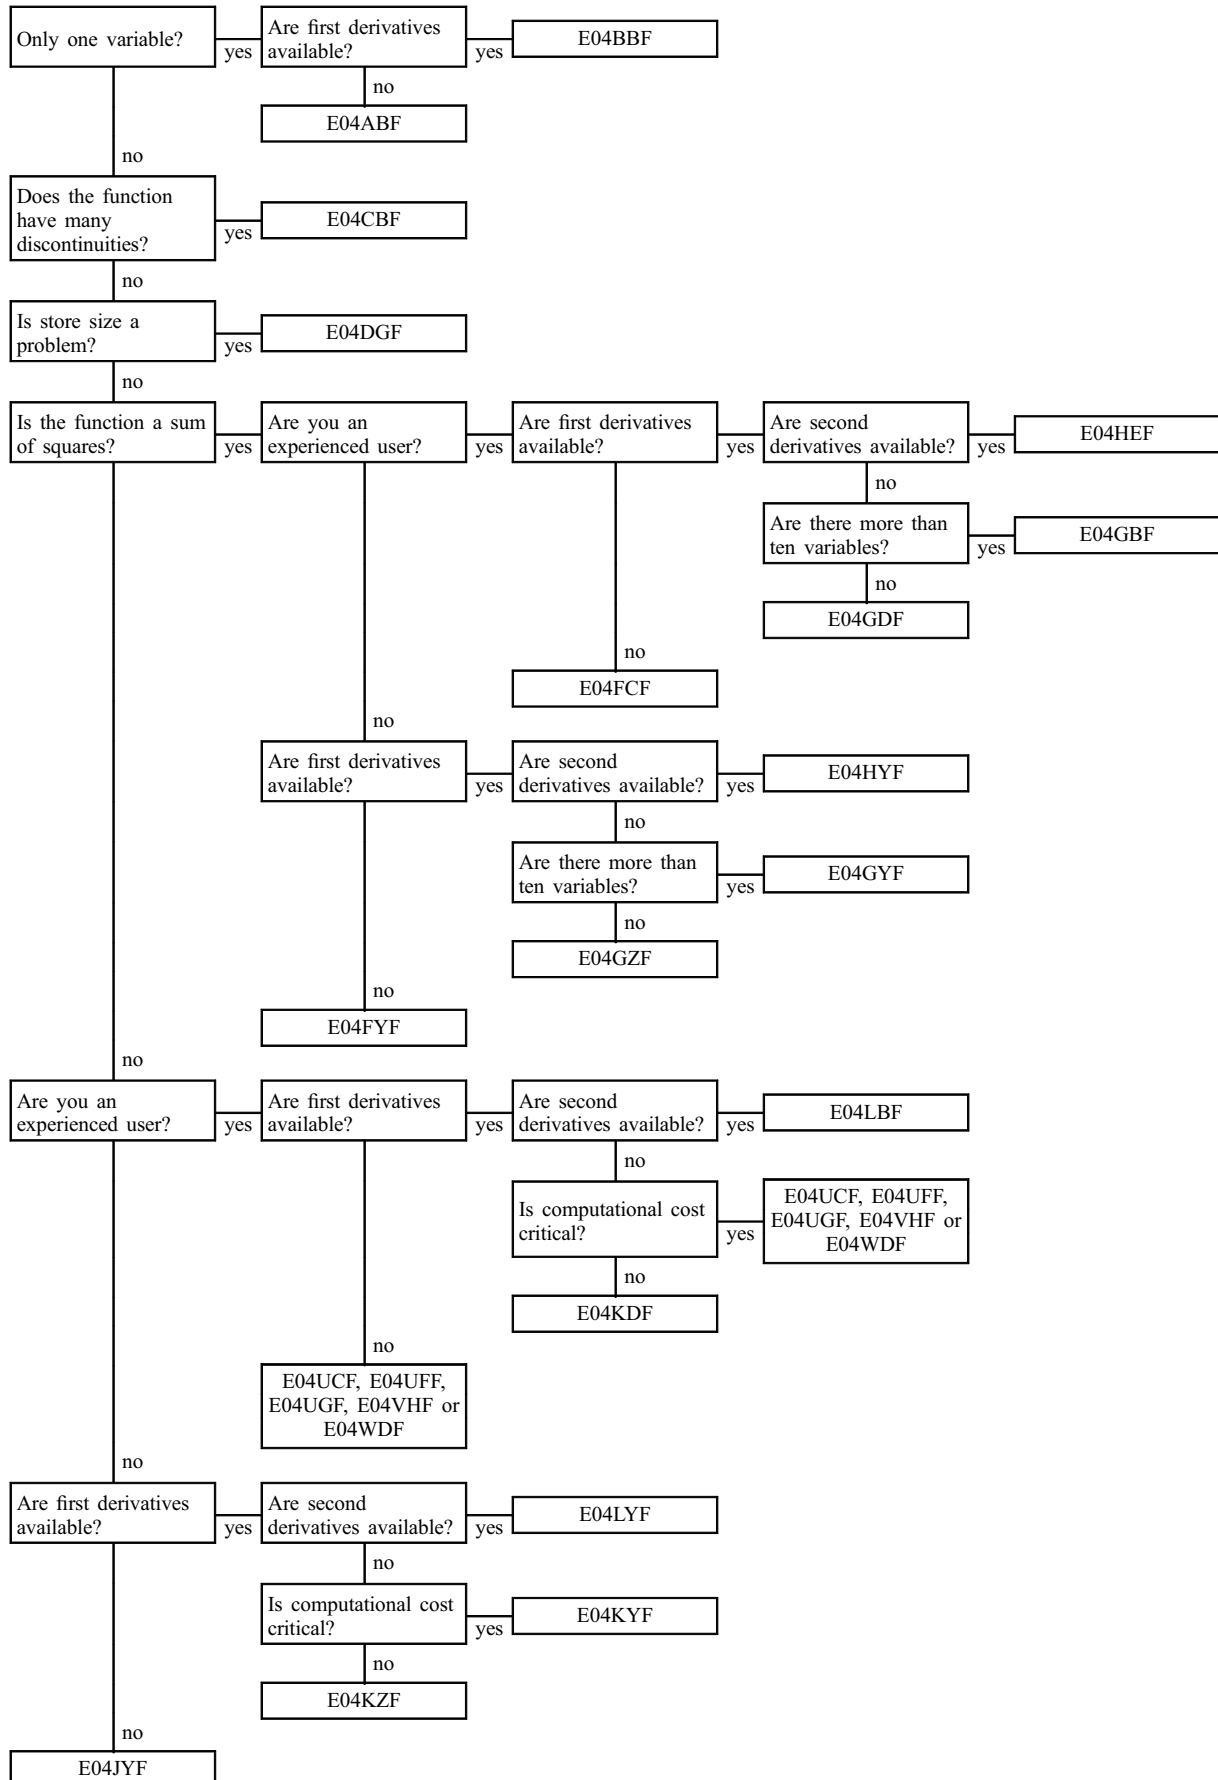 Only one variable?
yes
Are first derivatives
available?
yes
E04BBF
no
E04ABF
no
Does the function
have many
discontinuities?
yes
E04CBF
no
Is store size a
problem?
yes
E04DGF
no
Is the function a sum
of squares?
yes
Are you an
experienced user?
yes
Are first derivatives
available?
yes
Are second
derivatives available?
yes
E04HEF
no
Are there more than
ten variables?
yes
E04GBF
no
E04GDF
no
E04FCF
no
Are first derivatives
available?
yes
Are second
derivatives available?
yes
E04HYF
no
Are there more than
ten variables?
yes
E04GYF
no
E04GZF
no
E04FYF
no
Are you an
experienced user?
yes
Are first derivatives
available?
yes
Are second
derivatives available?
yes
E04LBF
no
Is computational cost
critical?
yes
E04UCF, E04UFF,
E04UGF, E04VHF or
E04WDF
no
E04KDF
no
E04UCF, E04UFF,
E04UGF, E04VHF or
E04WDF
no
Are first derivatives
available?
yes
Are second
derivatives available?
yes
E04LYF
no
Is computational cost
critical?
yes
E04KYF
no
E04KZF
no
E04JYF